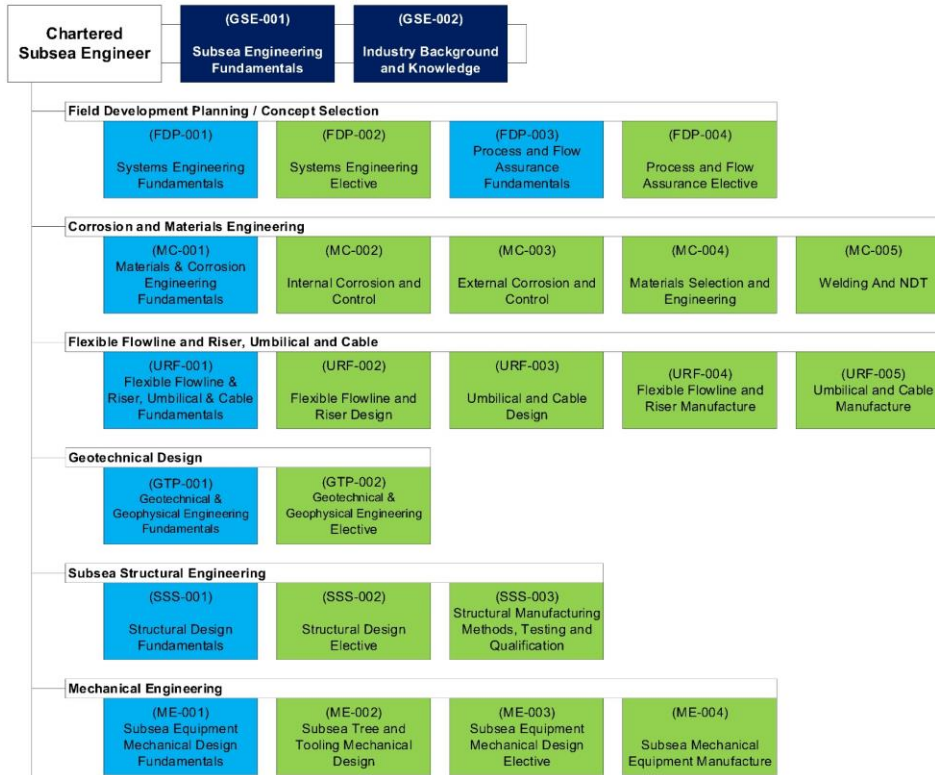 Chartered
Subsea Engineer
(GSE-001)
Subsea Engineering
Fundamentals
(GSE-002)
Industry Background
and Knowledge
Field Development Planning / Concept Selection
(FDP-001)
Systems Engineering
Fundamentals
(FDP-002)
Systems Engineering
Elective
(FDP-003)
Process and Flow
Assurance
Fundamentals
(FDP-004)
Process and Flow
Assurance Elective
Corrosion and Materials Engineering
(MC-001)
Materials & Corrosion
Engineering
Fundamentals
(MC-002)
Internal Corrosion and
Control
(MC-003)
External Corrosion and
Control
(MC-004)
Materials Selection and
Engineering
(MC-005)
Welding And NDT
Flexible Flowline and Riser, Umbilical and Cable
(URF-001)
Flexible Flowline &
Riser, Umbilical & Cable
Fundamentals
(URF-002)
Flexible Flowline and
Riser Design
(URF-003)
Umbilical and Cable
Design
(URF-004)
Flexible Flowline and
Riser Manufacture
(URF-005)
Umbilical and Cable
Manufacture
Geotechnical Design
(GTP-001)
Geotechnical &
Geophysical Engineering
Fundamentals
(GTP-002)
Geotechnical &
Geophysical Engineering
Elective
Subsea Structural Engineering
(SSS-001)
Structural Design
Fundamentals
(SSS-002)
Structural Design
Elective
(SSS-003)
Structural Manufacturing
Methods, Testing and
Qualification
Mechanical Engineering
(ME-001)
Subsea Equipment
Mechanical Design
Fundamentals
(ME-002)
Subsea Tree and
Tooling Mechanical
Design
(ME-003)
Subsea Equipment
Mechanical Design
Elective
(ME-004)
Subsea Mechanical
Equipment Manufacture